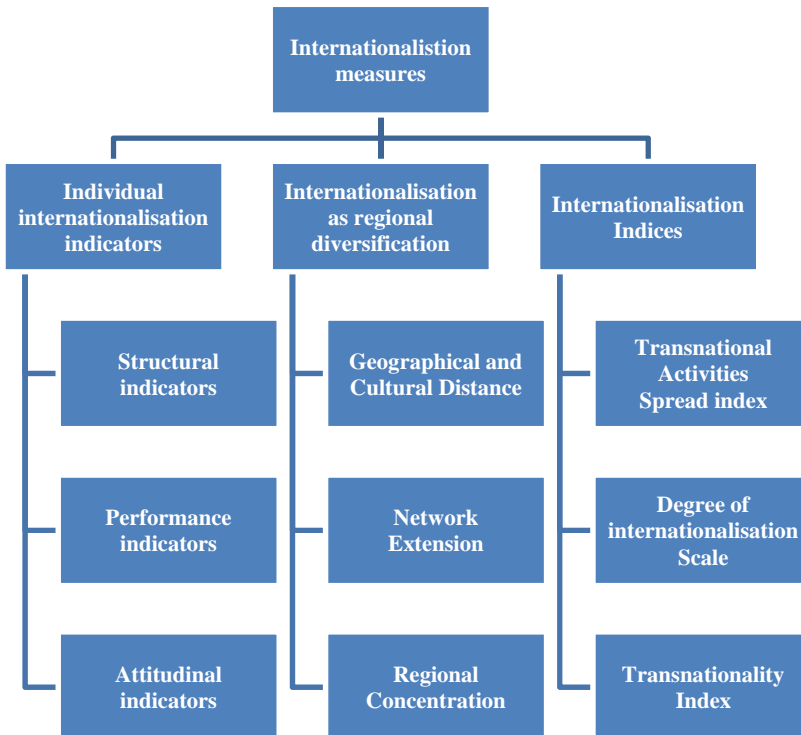 Internationalistion
measures
Individual
internationalisation
indicators
Internationalisation
as regional
diversification
Internationalisation
Indices
Structural
indicators
Geographical and
Cultural Distance
Transnational
Activities
Spread index
Performance
indicators
Network
Extension
Degree of
internationalisation
Scale
Attitudinal
indicators
Regional
Concentration
Transnationality
Index